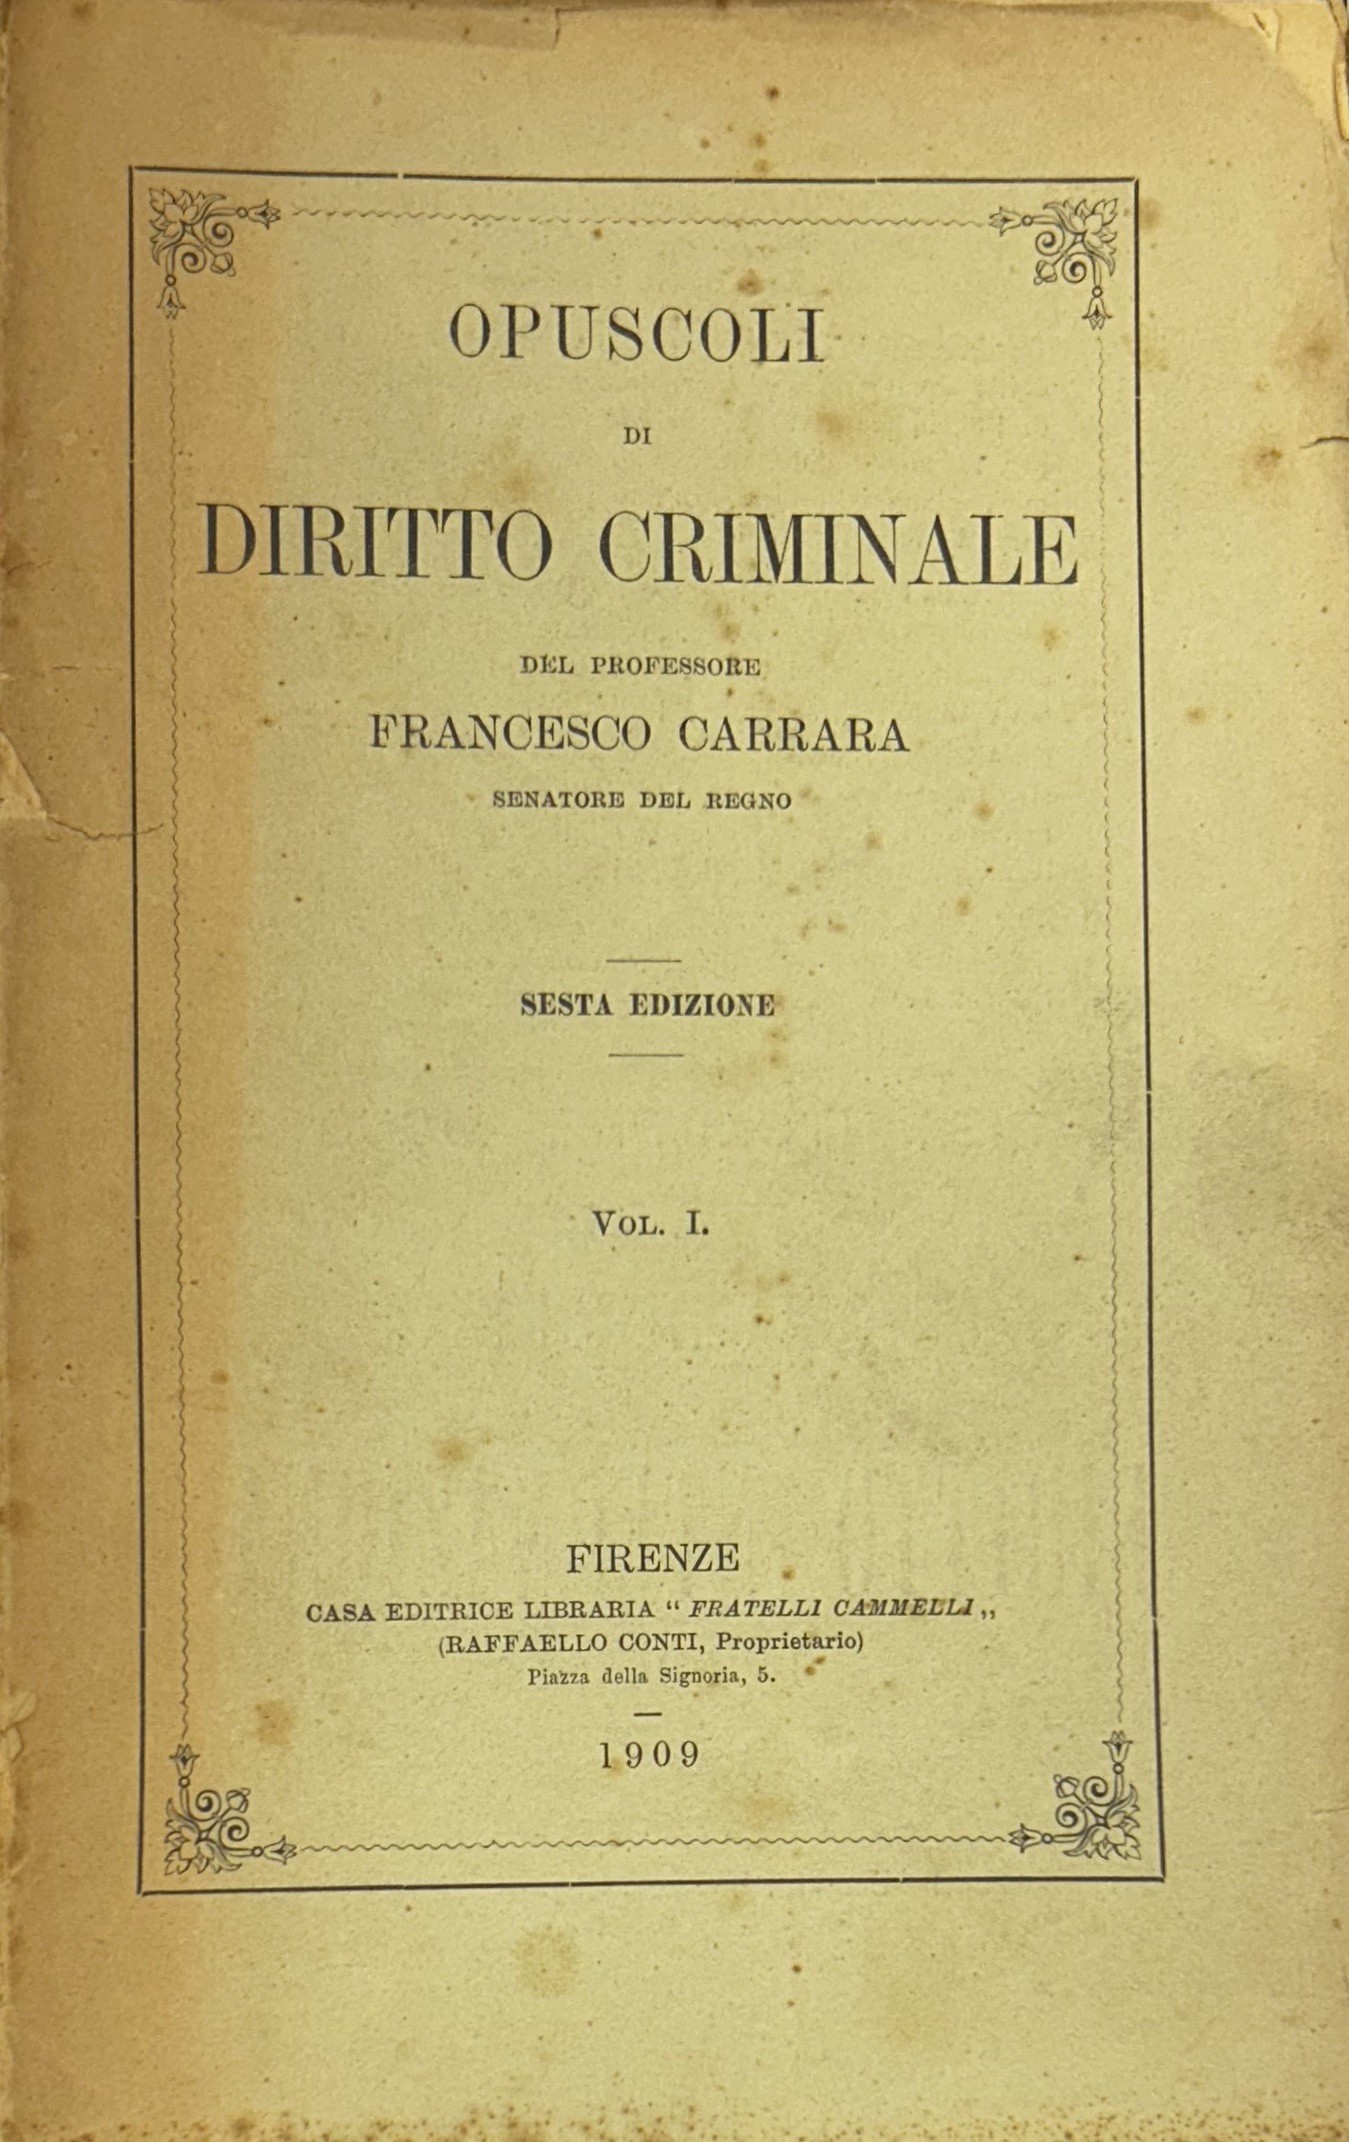 OPUSCOLI
DI
DIRITTO CRIMINALE
DEL PROFESSORE
FRANCESCO CARRARA
SENATORE DEL REGNO
SESTA EDIZIONE
VOL. I.
FIRENZE
CASA EDITRICE LIBRARIA “ FRATELLI CAMMELLI „
(RAFFAELLO CONTI, Proprietario)
Piazza della Signoria, 5.
1909